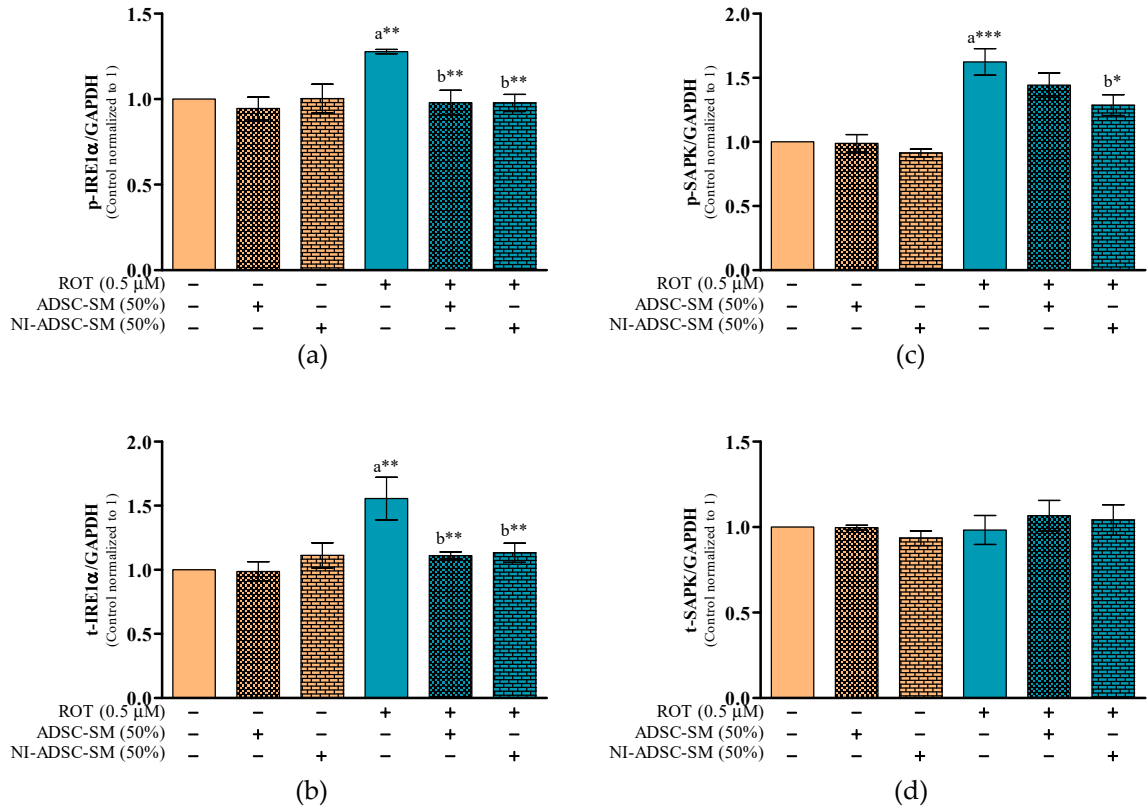 p-IRE1α/GAPDH
(Control normalized to 1)
1.5
1.0
0.5
0.0
a**
b**
b**
ROT (0.5 µM) − − − + + +
ADSC-SM (50%) − + − − + −
NI-ADSC-SM (50%) − − + − − +
(a)
p-SAPK/GAPDH
(Control normalized to 1)
2.0
1.5
1.0
0.5
0.0
a***
b*
ROT (0.5 µM) − − − + + +
ADSC-SM (50%) − + − − + −
NI-ADSC-SM (50%) − − + − − +
(c)
t-IRE1α/GAPDH
(Control normalized to 1)
2.0
1.5
1.0
0.5
0.0
a**
b**
b**
ROT (0.5 µM) − − − + + +
ADSC-SM (50%) − + − − + −
NI-ADSC-SM (50%) − − + − − +
(b)
t-SAPK/GAPDH
(Control normalized to 1)
1.5
1.0
0.5
0.0
ROT (0.5 µM) − − − + + +
ADSC-SM (50%) − + − − + −
NI-ADSC-SM (50%) − − + − − +
(d)